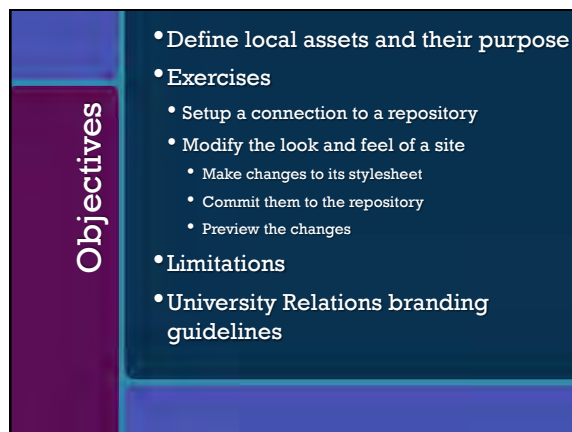 Objectives
•Define local assets and their purpose
•Exercises
• Setup a connection to a repository
• Modify the look and feel of a site
• Make changes to its stylesheet
• Commit them to the repository
• Preview the changes
•Limitations
•University Relations branding
guidelines